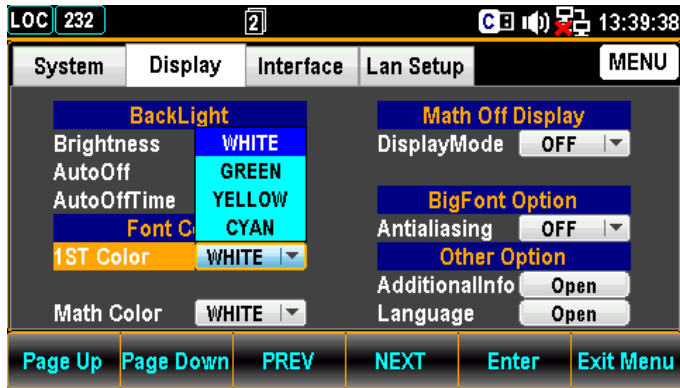 LOC 232 2 C 13:39:38
System Display Interface Lan Setup MENU
BackLight
Brightness
AutoOff
AutoOffTime
WHITE
GREEN
YELLOW
CYAN
Font C
1ST Color WHITE
Math Color WHITE
Math Off Display
DisplayMode OFF
BigFont Option
Antialiasing OFF
Other Option
AdditionalInfo Open
Language Open
Page Up Page Down PREV NEXT Enter Exit Menu